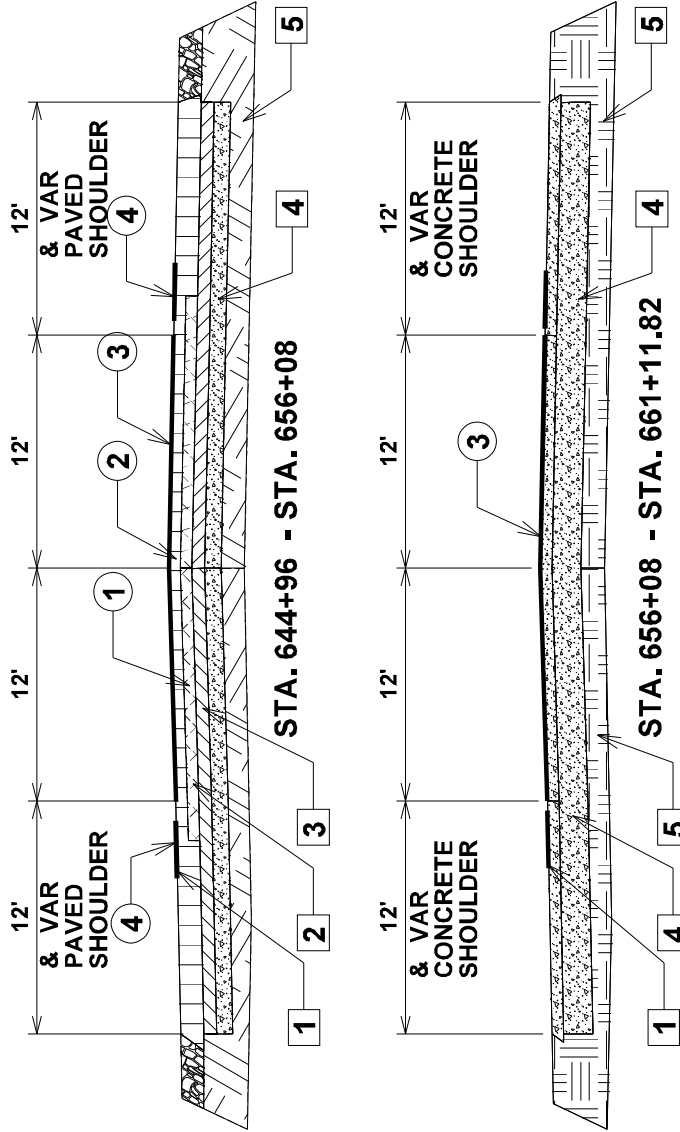 12'
12'
12'
12'
& VAR
PAVED
SHOULDER
& VAR
PAVED
SHOULDER
4
1
2
3
4
STA. 644+96 - STA. 656+08
1
2
3
4
5
12'
12'
12'
12'
& VAR
CONCRETE
SHOULDER
& VAR
CONCRETE
SHOULDER
3
STA. 656+08 - STA. 661+11.82
1
4
5
4
5